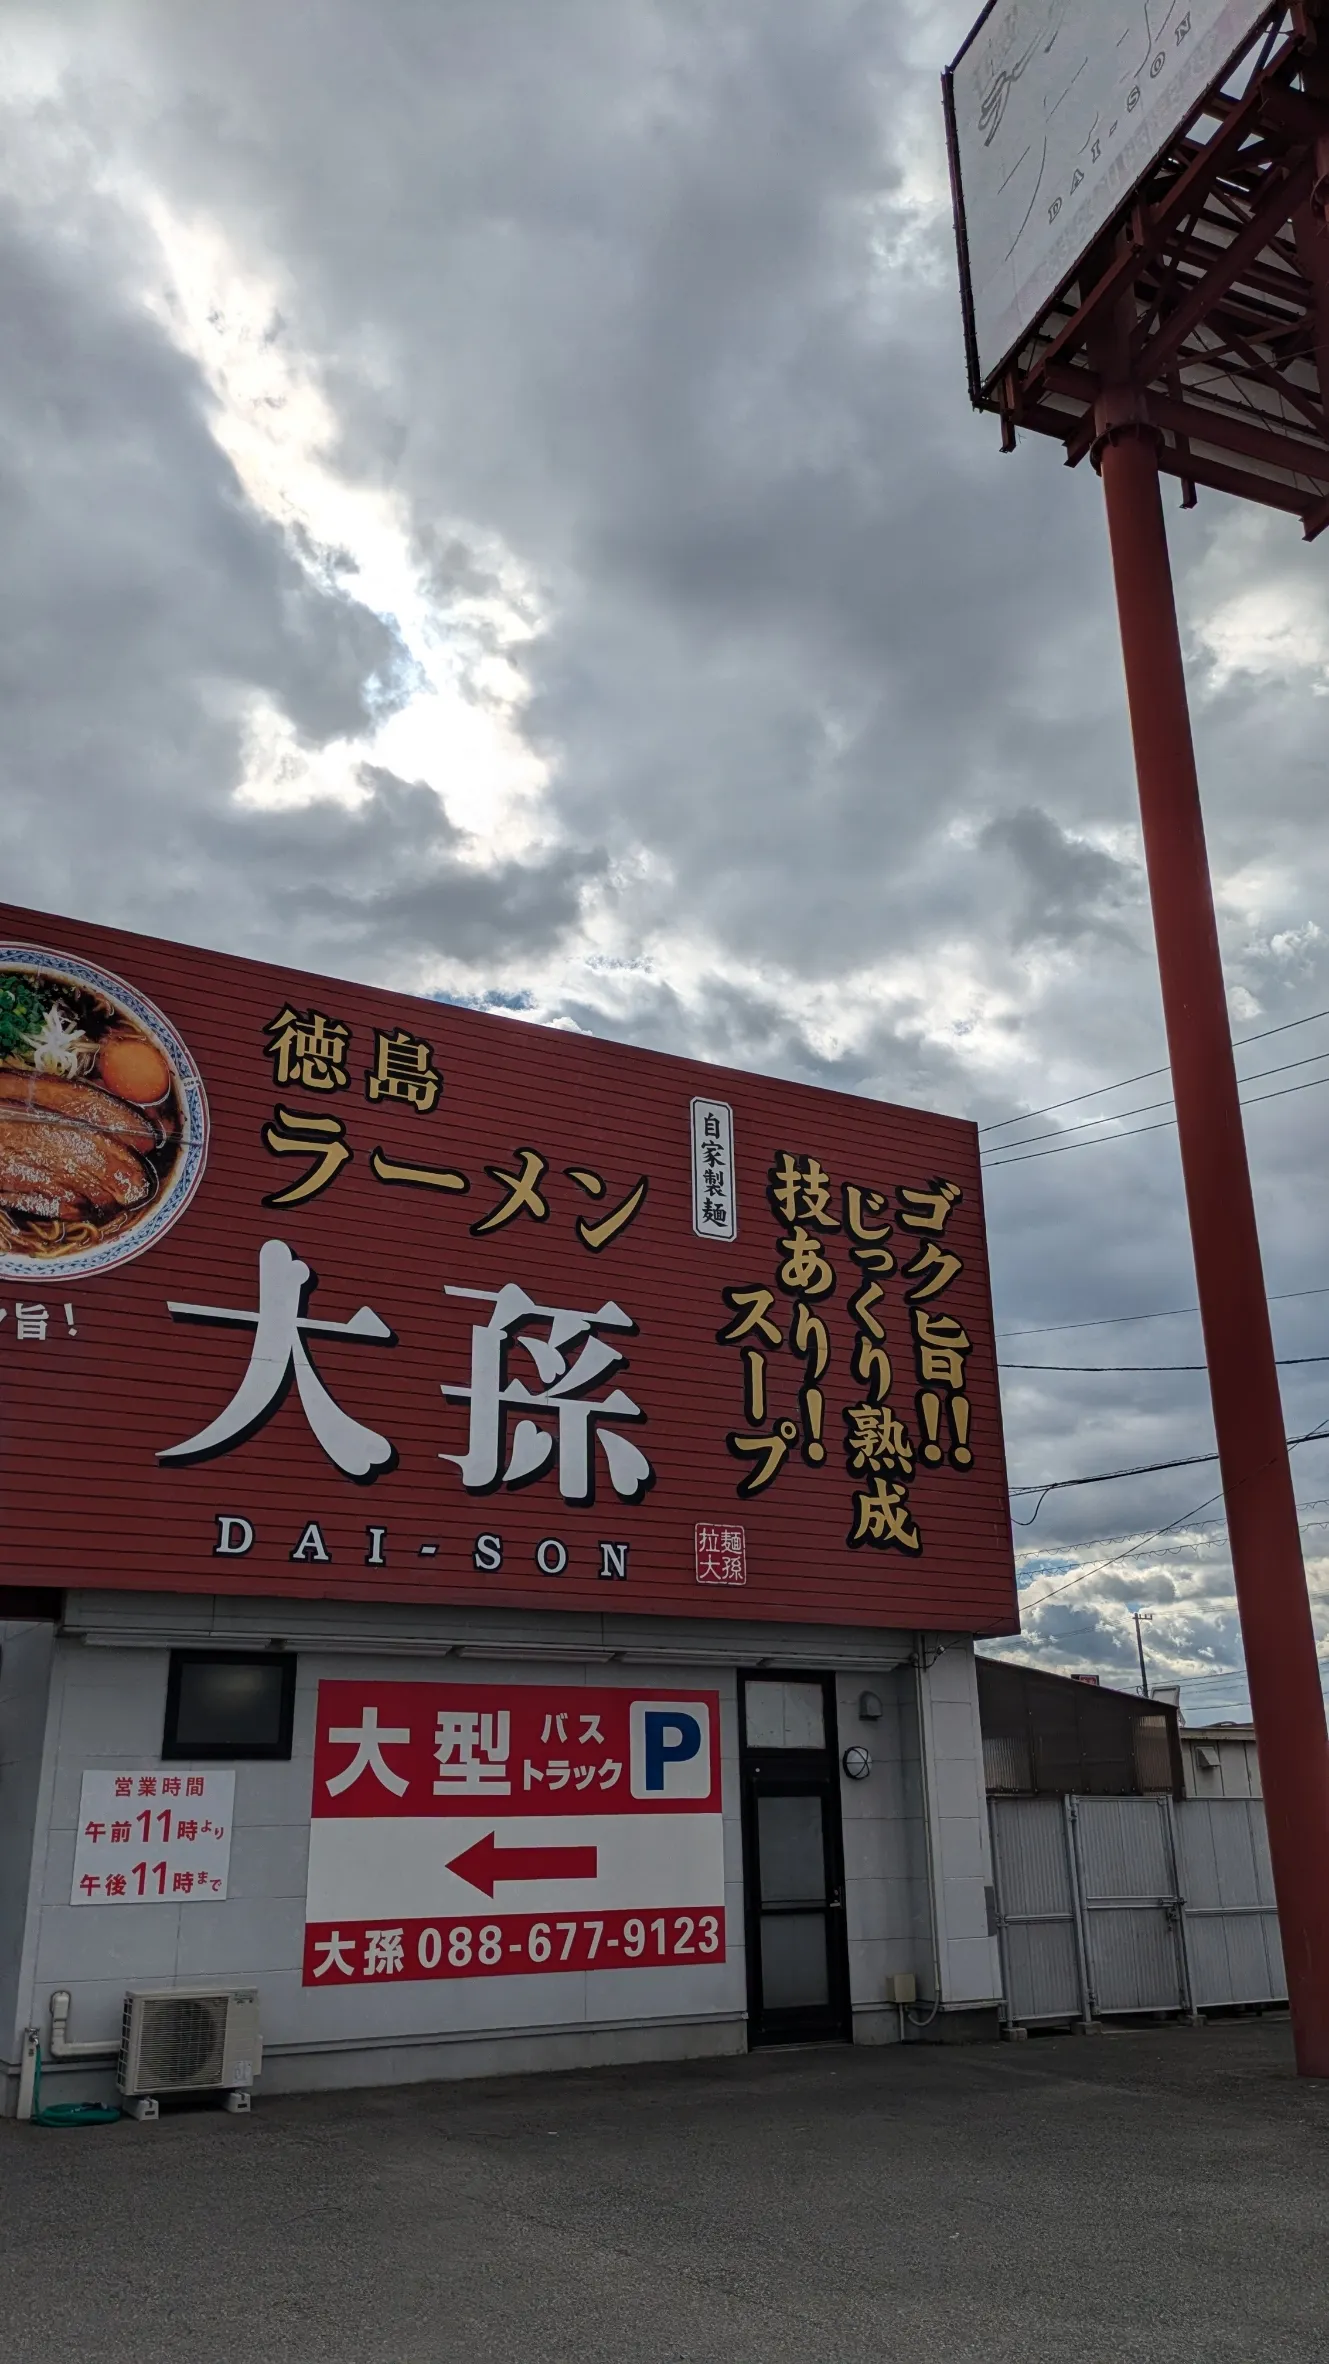 DAI-SON
徳島
ラーメン
自家製麺
ゴク旨!!
じっくり熟成
技あり!
スープ
旨!
大孫
DAI-SON
拉麺
大孫
大型 バス
トラック P
営業時間
午前11時より
午後11時まで
大孫 088-677-9123